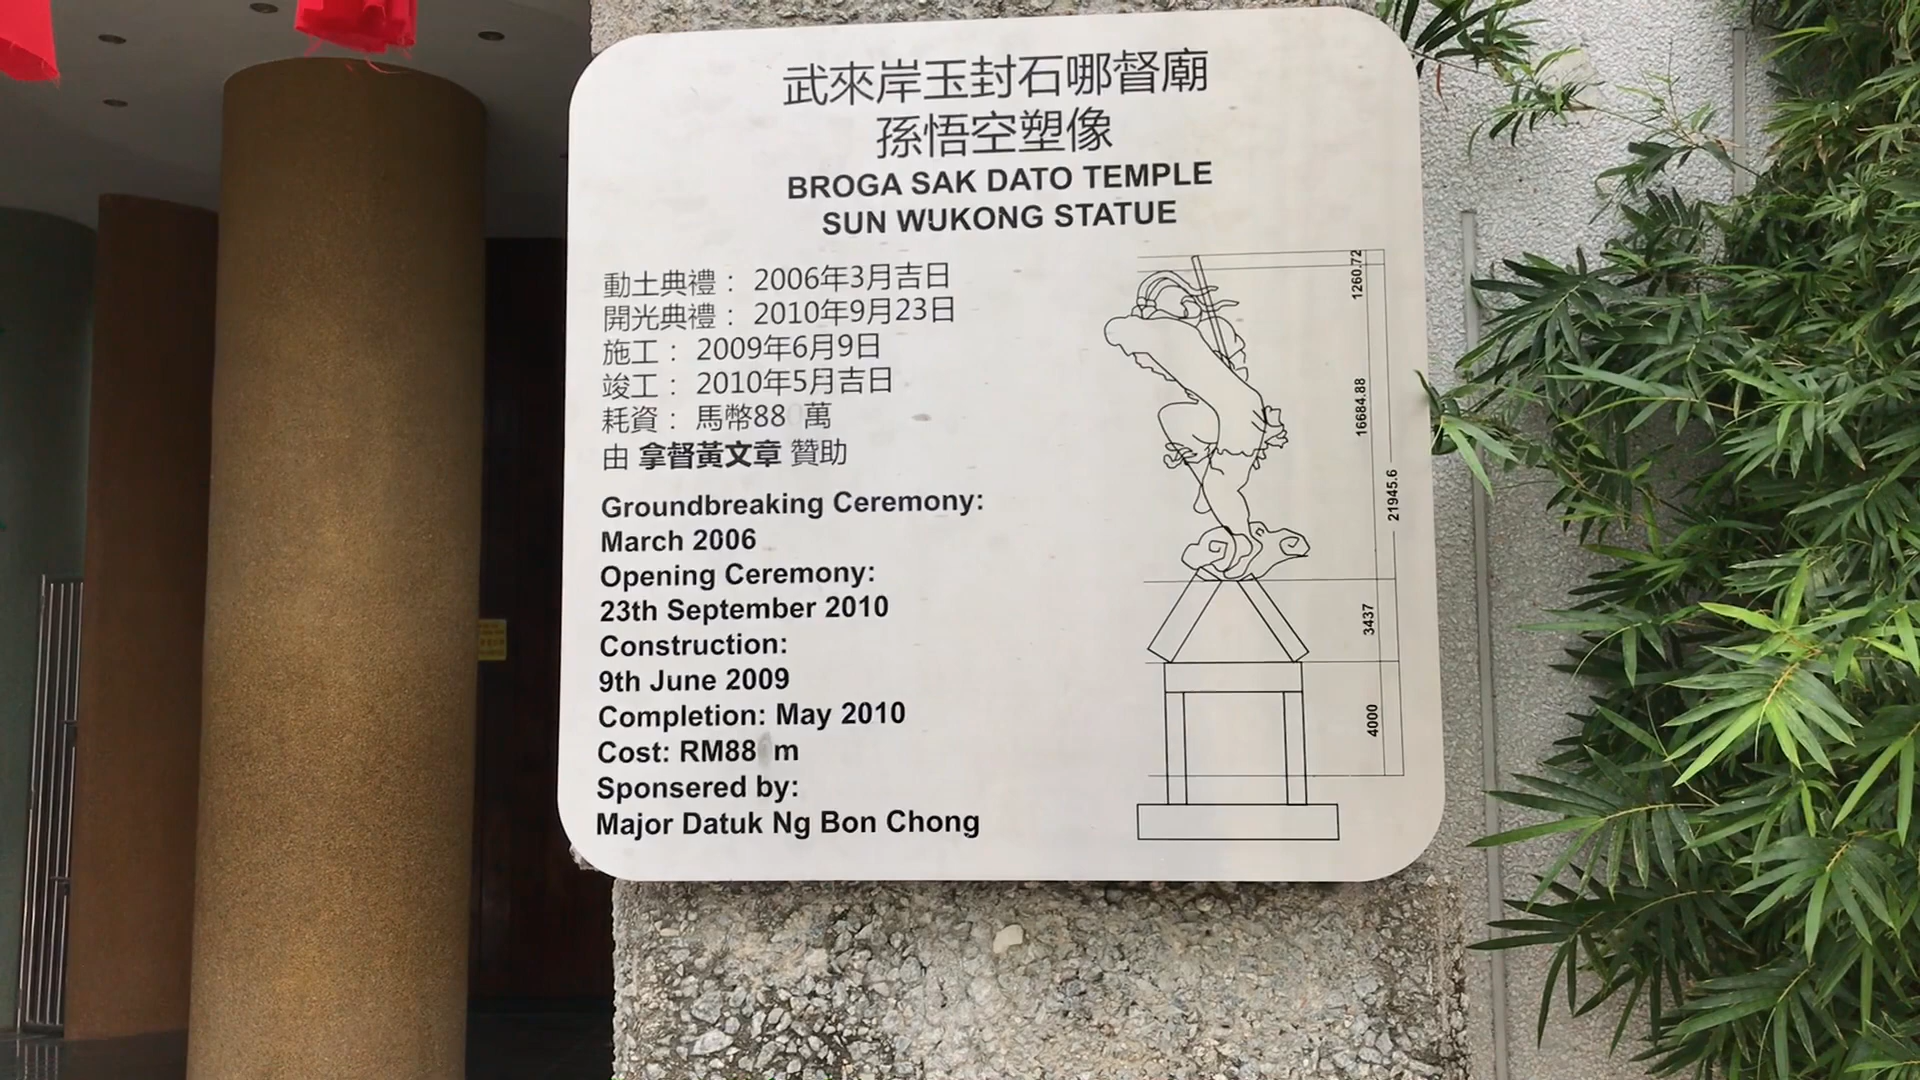 武來岸玉封石哪督廟
孫悟空塑像
BROGA SAK DATO TEMPLE
SUN WUKONG STATUE
動土典禮： 2006年3月吉日
開光典禮： 2010年9月23日
施工： 2009年6月9日
竣工： 2010年5月吉日
耗資： 馬幣88 萬
由 拿督黃文章 贊助
Groundbreaking Ceremony:
March 2006
Opening Ceremony:
23th September 2010
Construction:
9th June 2009
Completion: May 2010
Cost: RM88 m
Sponsered by:
Major Datuk Ng Bon Chong
1260.72
16684.88
21945.6
3437
4000